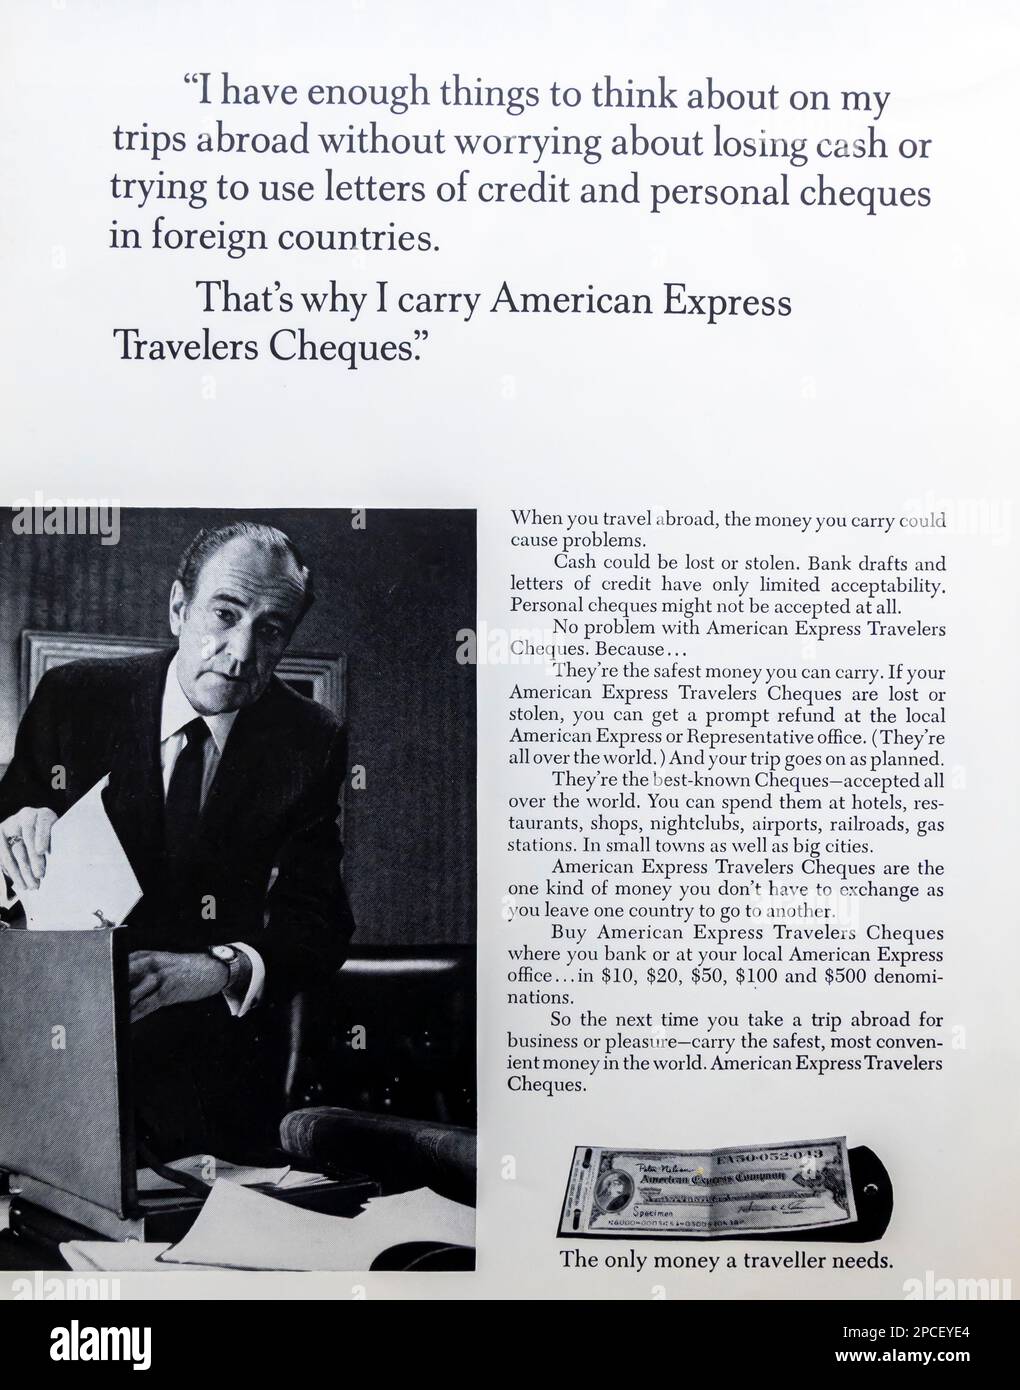 “I have enough things to think about on my
trips abroad without worrying about losing cash or
trying to use letters of credit and personal cheques
in foreign countries.
That’s why I carry American Express
Travelers Cheques.”
When you travel abroad, the money you carry could
cause problems.
Cash could be lost or stolen. Bank drafts and
letters of credit have only limited acceptability.
Personal cheques might not be accepted at all.
No problem with American Express Travelers
Cheques. Because...
They’re the safest money you can carry. If your
American Express Travelers Cheques are lost or
stolen, you can get a prompt refund at the local
American Express or Representative office. (They’re
all over the world.) And your trip goes on as planned.
They’re the best-known Cheques—accepted all
over the world. You can spend them at hotels, res-
taurants, shops, nightclubs, airports, railroads, gas
stations. In small towns as well as big cities.
American Express Travelers Cheques are the
one kind of money you don’t have to exchange as
you leave one country to go to another.
Buy American Express Travelers Cheques
where you bank or at your local American Express
office...in $10, $20, $50, $100 and $500 denomi-
nations.
So the next time you take a trip abroad for
business or pleasure—carry the safest, most conven-
ient money in the world. American Express Travelers
Cheques.
EA50-052-043
Peter Nelson
American Express Company
Specimen
The only money a traveller needs.
alamy
Image ID: 2PCEYE4
www.alamy.com